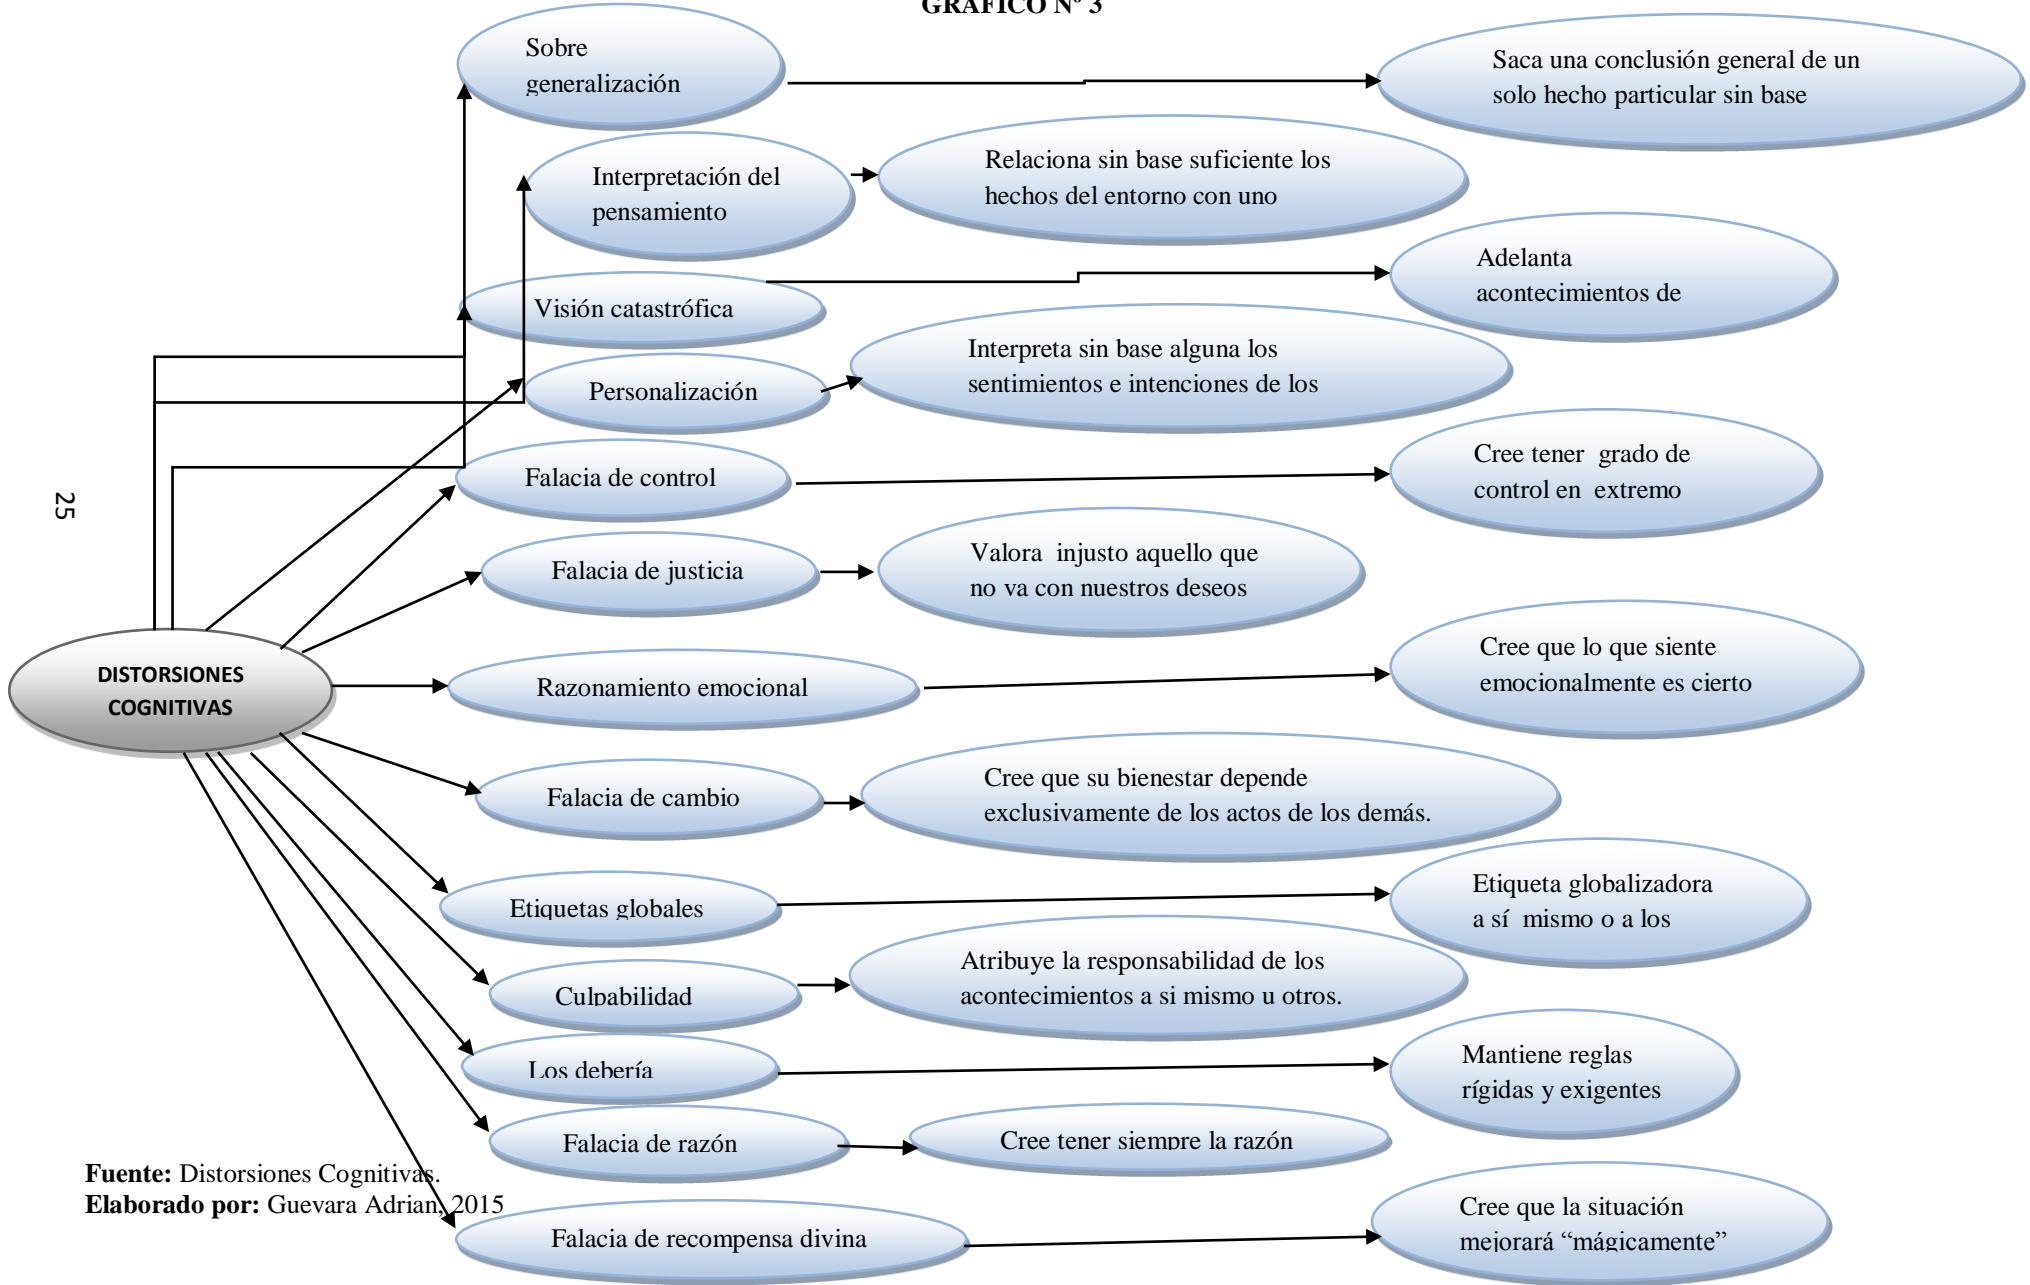 GRÁFICO Nº 3
Sobre
generalización
Saca una conclusión general de un
solo hecho particular sin base
Interpretación del
pensamiento
Relaciona sin base suficiente los
hechos del entorno con uno
Visión catastrófica
Adelanta
acontecimientos de
Personalización
Interpreta sin base alguna los
sentimientos e intenciones de los
Falacia de control
Cree tener grado de
control en extremo
25
Falacia de justicia
Valora injusto aquello que
no va con nuestros deseos
DISTORSIONES
COGNITIVAS
Razonamiento emocional
Cree que lo que siente
emocionalmente es cierto
Falacia de cambio
Cree que su bienestar depende
exclusivamente de los actos de los demás.
Etiquetas globales
Etiqueta globalizadora
a sí mismo o a los
Culpabilidad
Atribuye la responsabilidad de los
acontecimientos a si mismo u otros.
Los debería
Mantiene reglas
rígidas y exigentes
Falacia de razón
Cree tener siempre la razón
Fuente: Distorsiones Cognitivas.
Elaborado por: Guevara Adrian, 2015
Falacia de recompensa divina
Cree que la situación
mejorará “mágicamente”